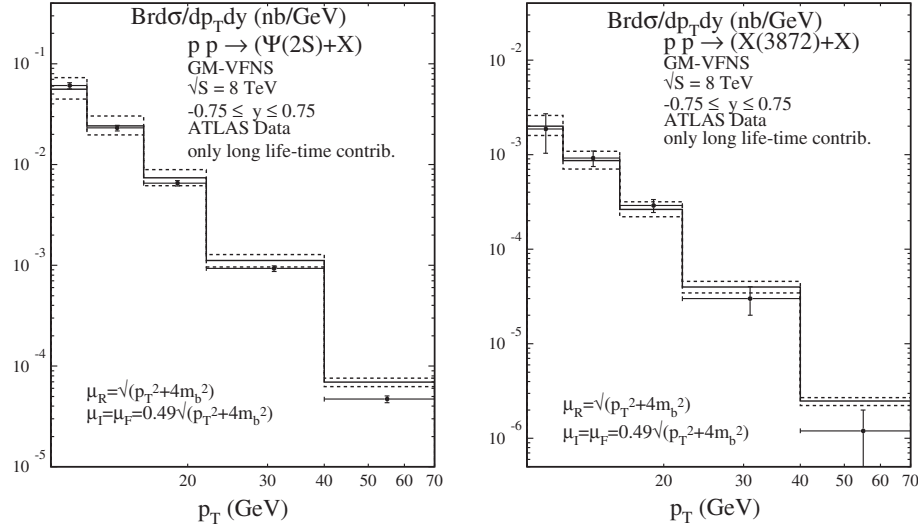 Brdσ/dp_T dy (nb/GeV)
p p → (Ψ(2S)+X)
GM-VFNS
√S = 8 TeV
-0.75 ≤ y ≤ 0.75
ATLAS Data
only long life-time contrib.
10^-1
10^-2
10^-3
10^-4
10^-5
μ_R=√(p_T^2+4m_b^2)
μ_I=μ_F=0.49√(p_T^2+4m_b^2)
20 30 40 50 60 70
p_T (GeV)
Brdσ/dp_T dy (nb/GeV)
p p → (X(3872)+X)
GM-VFNS
√S = 8 TeV
-0.75 ≤ y ≤ 0.75
ATLAS Data
only long life-time contrib.
10^-2
10^-3
10^-4
10^-5
10^-6
μ_R=√(p_T^2+4m_b^2)
μ_I=μ_F=0.49√(p_T^2+4m_b^2)
20 30 40 50 60 70
p_T (GeV)